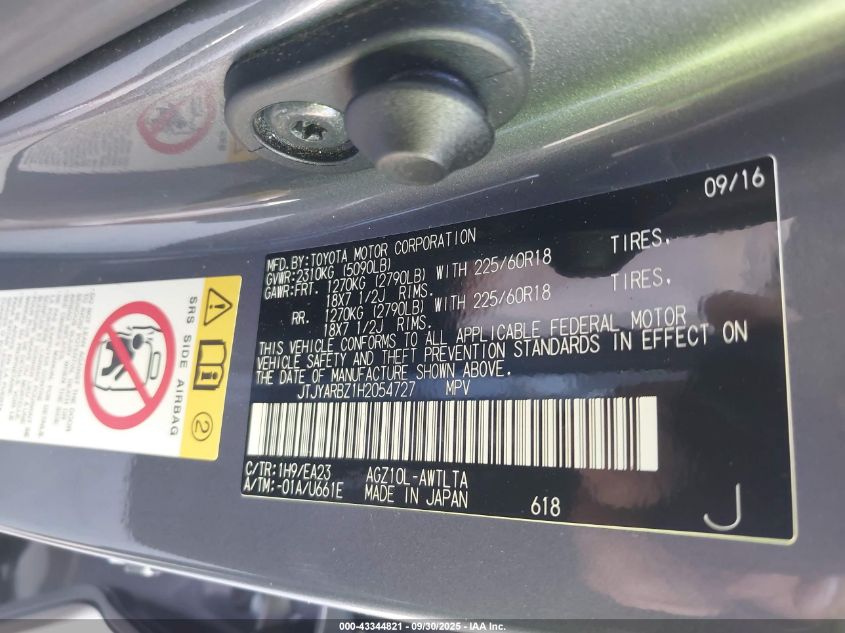 09/16
MFD.BY:TOYOTA MOTOR CORPORATION
GVWR:2310KG (5090LB)
GAWR:FRT. 1270KG (2790LB) WITH 225/60R18 TIRES.
18X7 1/2J RIMS.
RR. 1270KG (2790LB) WITH 225/60R18 TIRES.
18X7 1/2J RIMS.
THIS VEHICLE CONFORMS TO ALL APPLICABLE FEDERAL MOTOR
VEHICLE SAFETY AND THEFT PREVENTION STANDARDS IN EFFECT ON
THE DATE OF MANUFACTURE SHOWN ABOVE.
JTJYARBZ1H2054727 MPV
C/TR:1H9/EA23 AGZ10L-AWTLTA
A/TM:-01A/U661E MADE IN JAPAN 618
J
SRS SIDE AIRBAG
2
000-43344821 - 09/30/2025 - IAA Inc.